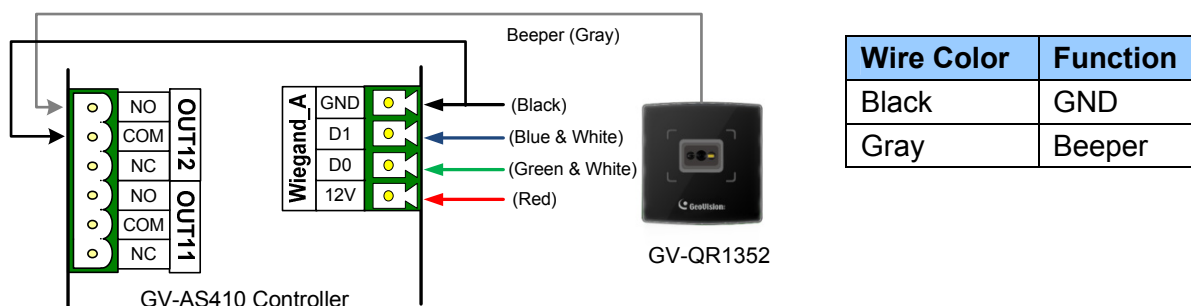 Beeper (Gray)
NO
COM
NC
OUT12
NO
COM
NC
OUT11
Wiegand_A
GND
D1
D0
12V
(Black)
(Blue & White)
(Green & White)
(Red)
GeoVision
GV-QR1352
GV-AS410 Controller
Wire Color Function
Black GND
Gray Beeper